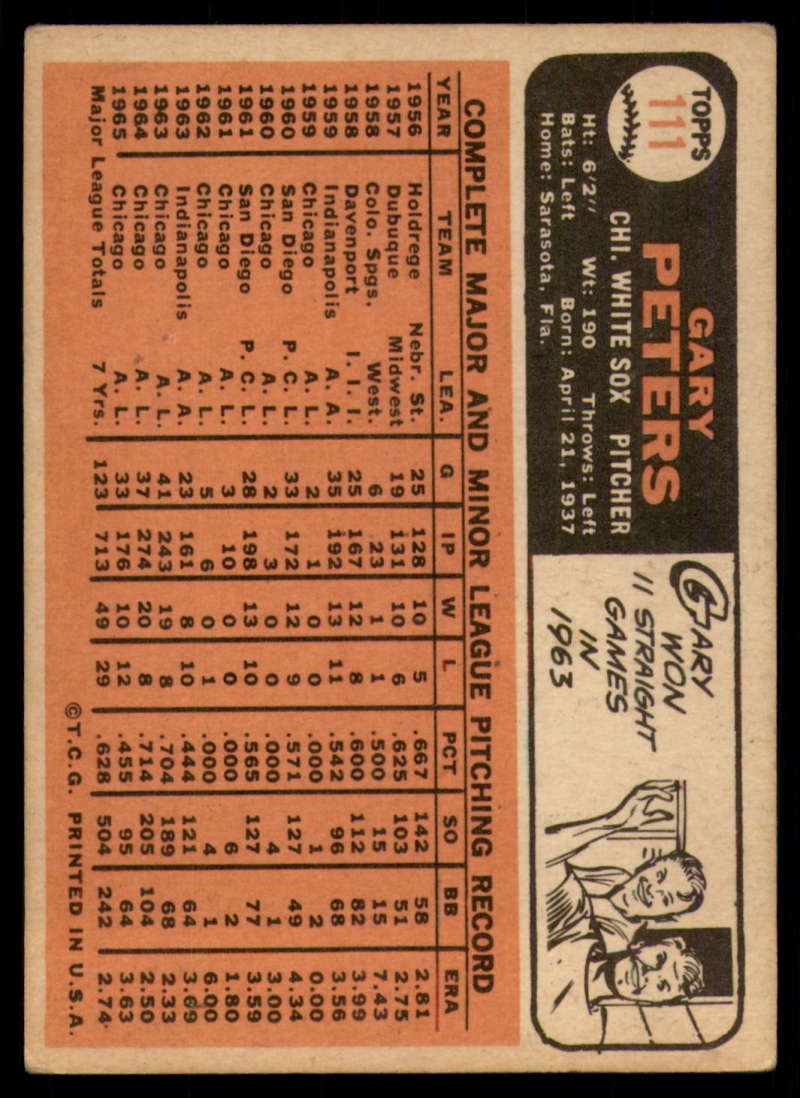 TOPPS
111
GARY
PETERS
CHI. WHITE SOX PITCHER
Ht: 6'2" Wt: 190 Throws: Left
Bats: Left Born: April 21, 1937
Home: Sarasota, Fla.
GARY
WON
11 STRAIGHT
GAMES
IN
1963
COMPLETE MAJOR AND MINOR LEAGUE PITCHING RECORD
YEAR TEAM LEA. G IP W L PCT SO BB ERA
1956 Holdrege Nebr. St. 25 128 10 5 .667 142 58 2.81
1957 Dubuque Midwest 19 131 10 6 .625 103 51 2.75
1958 Colo. Spgs. West. 6 23 1 1 .500 15 15 7.43
1958 Davenport I. I. I. 25 167 12 8 .600 112 82 3.99
1959 Indianapolis A. A. 35 192 13 11 .542 96 68 3.56
1959 Chicago A. L. 2 1 0 0 .000 1 2 0.00
1960 San Diego P. C. L. 33 172 12 9 .571 127 49 4.34
1960 Chicago A. L. 2 3 0 0 .000 4 1 3.00
1961 San Diego P. C. L. 28 198 13 10 .565 127 77 3.59
1961 Chicago A. L. 3 10 0 0 .000 6 2 1.80
1962 Chicago A. L. 5 6 0 1 .000 4 1 6.00
1963 Indianapolis A. A. 23 161 8 10 .444 121 64 3.69
1963 Chicago A. L. 41 243 19 8 .704 189 68 2.33
1964 Chicago A. L. 37 274 20 8 .714 205 104 2.50
1965 Chicago A. L. 33 176 10 12 .455 95 64 3.63
Major League Totals 7 Yrs. 123 713 49 29 .628 504 242 2.74
©T.C.G. PRINTED IN U.S.A.